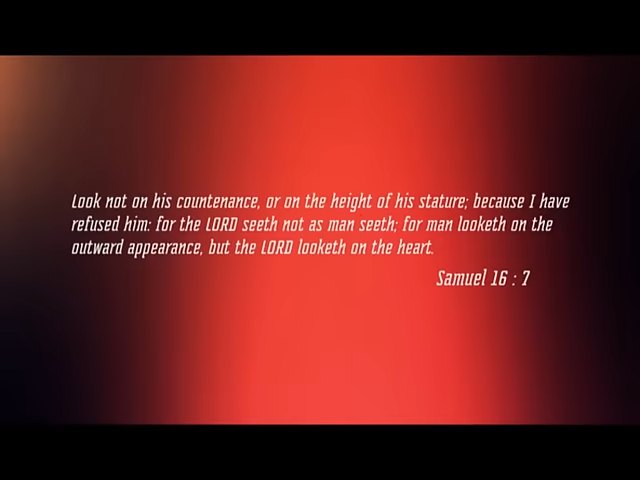 Look not on his countenance, or on the height of his stature; because I have
refused him: for the LORD seeth not as man seeth; for man looketh on the
outward appearance, but the LORD looketh on the heart.
Samuel 16 : 7